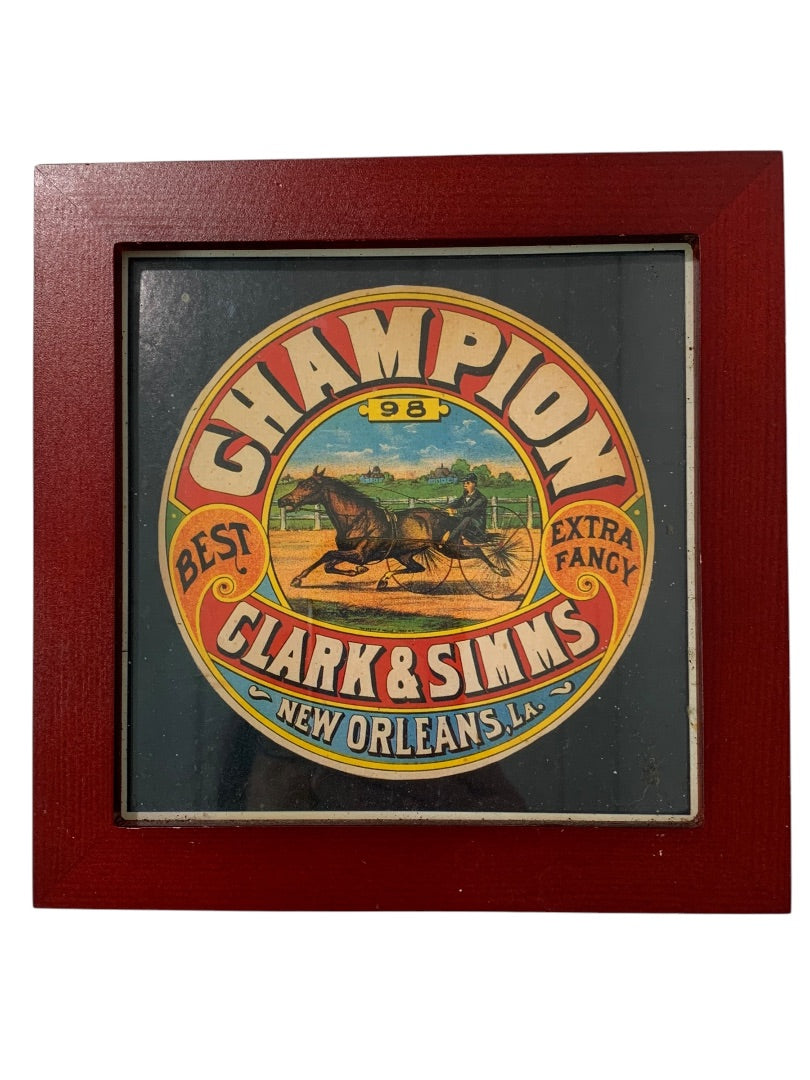 CHAMPION
98
BEST
EXTRA
FANCY
CLARK & SIMMS
NEW ORLEANS, LA.